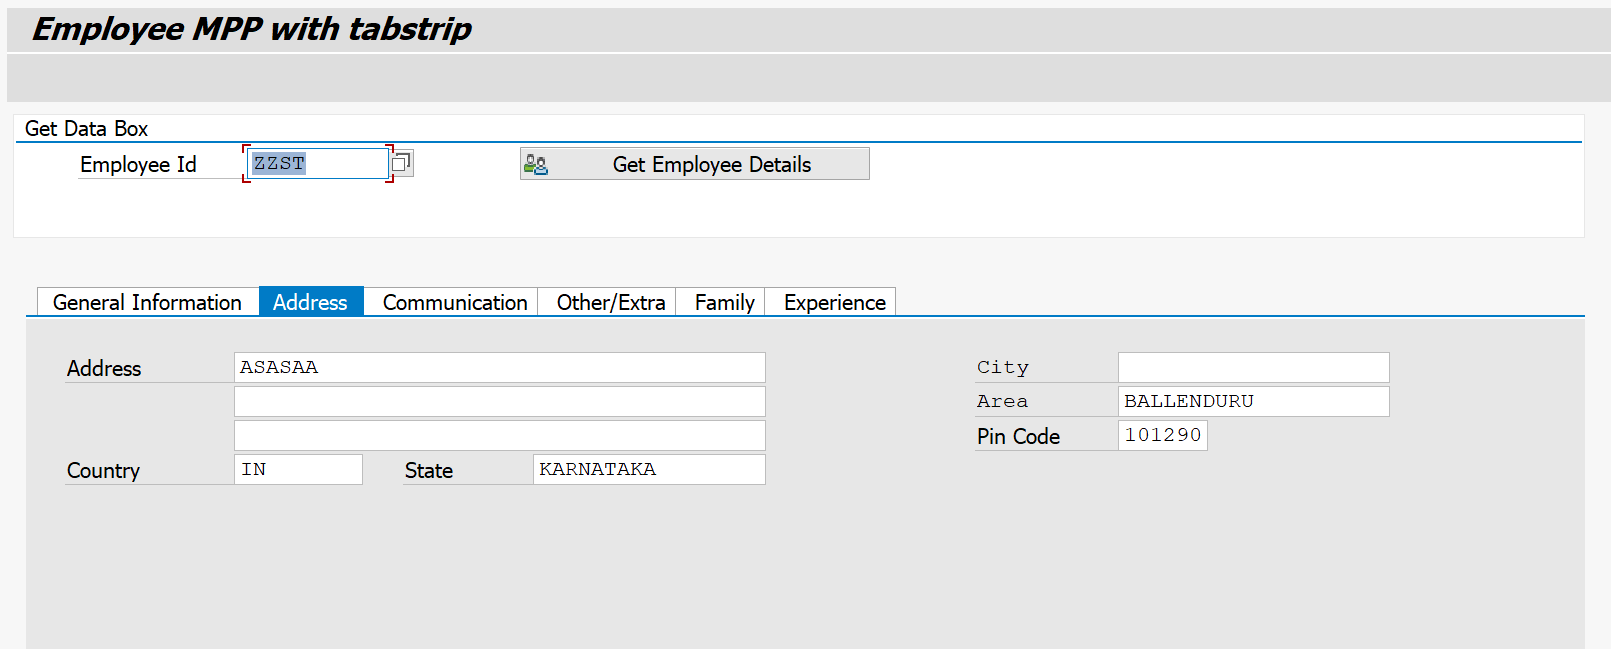 Employee MPP with tabstrip
Get Data Box
Employee Id ZZST Get Employee Details
General Information Address Communication Other/Extra Family Experience
Address ASASAA City
Area BALLENDURU
Pin Code 101290
Country IN State KARNATAKA